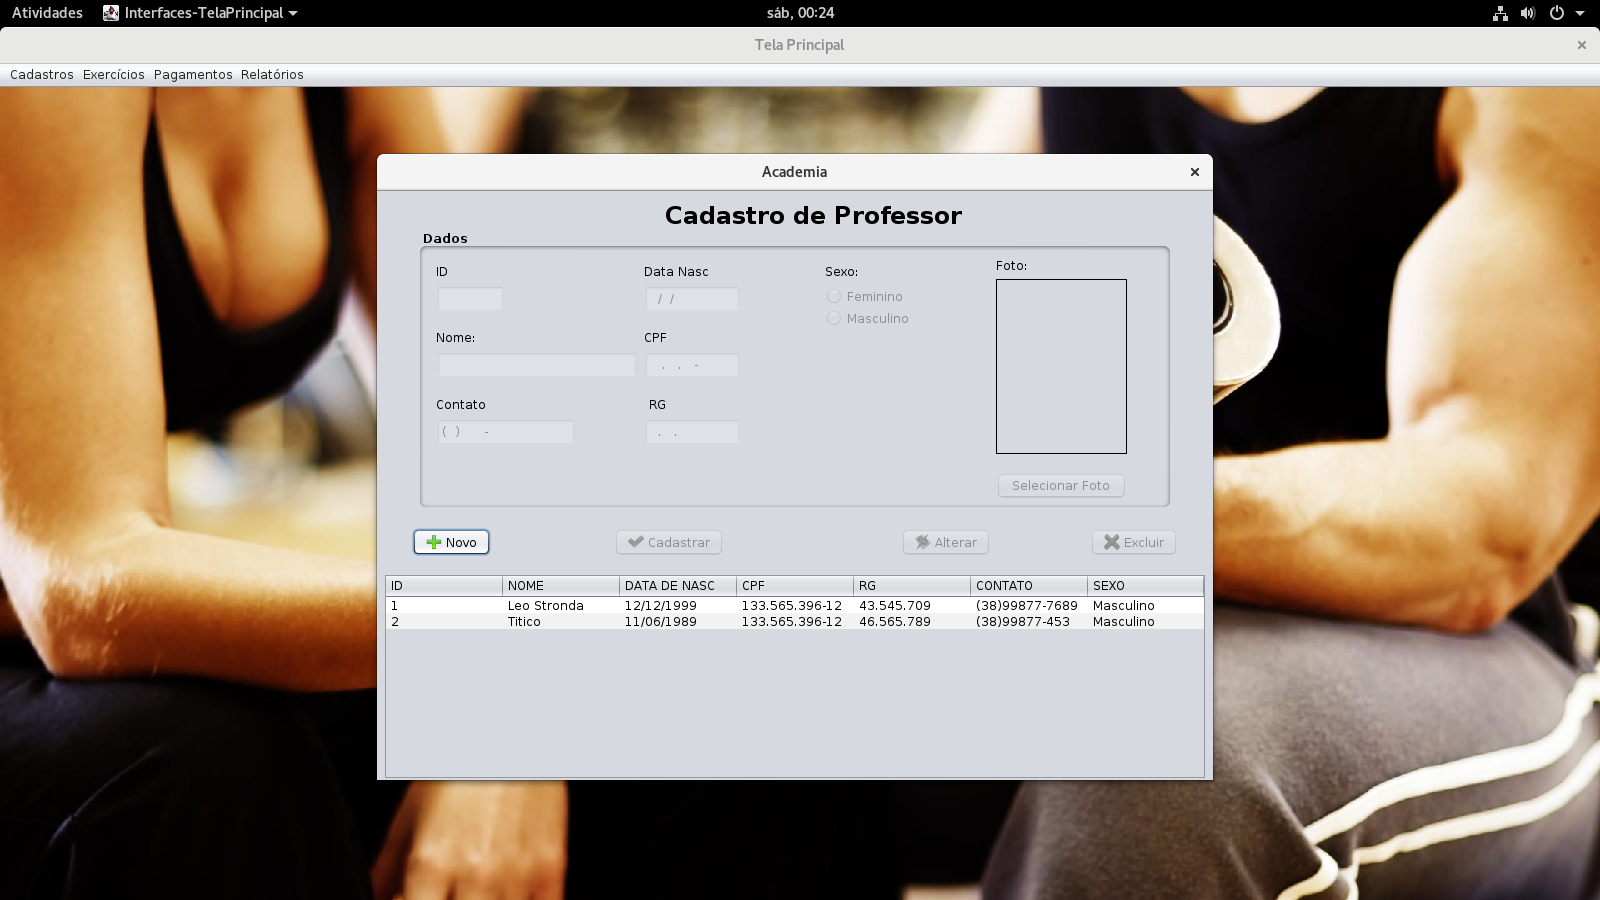 Atividades Interfaces-TelaPrincipal sáb, 00:24
Tela Principal
Cadastros Exercícios Pagamentos Relatórios
Academia
Cadastro de Professor
Dados
ID Data Nasc Sexo: Foto:
/ / Feminino
Masculino
Nome: CPF
. . -
Contato RG
( ) - . .
Selecionar Foto
Novo Cadastrar Alterar Excluir
ID NOME DATA DE NASC CPF RG CONTATO SEXO
1 Leo Stronda 12/12/1999 133.565.396-12 43.545.709 (38)99877-7689 Masculino
2 Titico 11/06/1989 133.565.396-12 46.565.789 (38)99877-453 Masculino